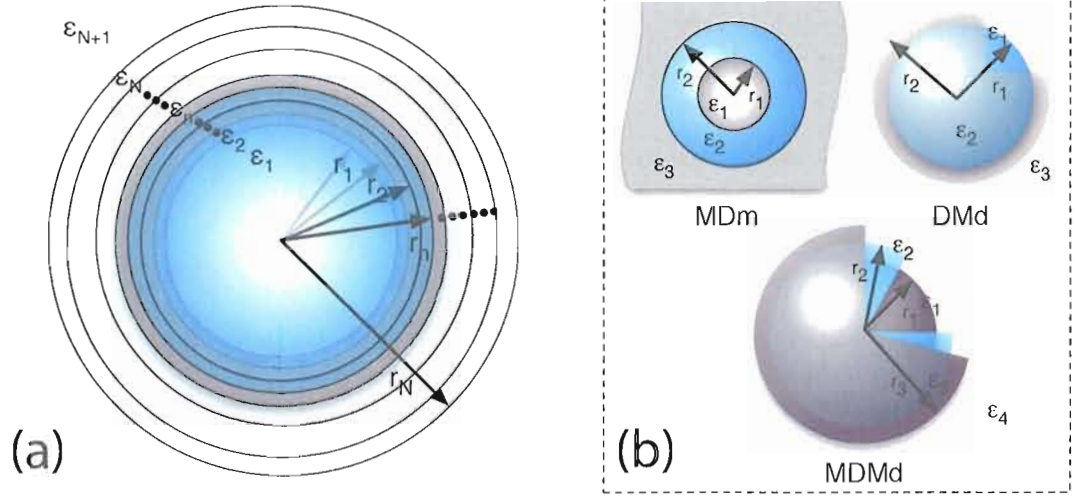 ε_{N+1}
ε_N
ε_n
ε_2
ε_1
r_1
r_2
r_n
r_N
(a)
r_2
r_1
ε_1
ε_2
ε_3
MDm
ε_1
r_2
r_1
ε_2
ε_3
DMd
ε_2
r_2
ε_1
r_1
r_3
ε_3
ε_4
(b)
MDMd